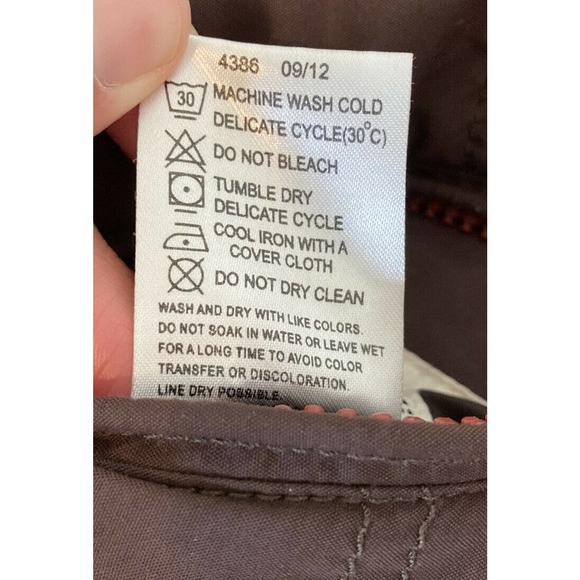 4386 09/12
30 MACHINE WASH COLD
DELICATE CYCLE(30°C)
DO NOT BLEACH
TUMBLE DRY
DELICATE CYCLE
COOL IRON WITH A
COVER CLOTH
DO NOT DRY CLEAN
WASH AND DRY WITH LIKE COLORS.
DO NOT SOAK IN WATER OR LEAVE WET
FOR A LONG TIME TO AVOID COLOR
TRANSFER OR DISCOLORATION.
LINE DRY POSSIBLE.